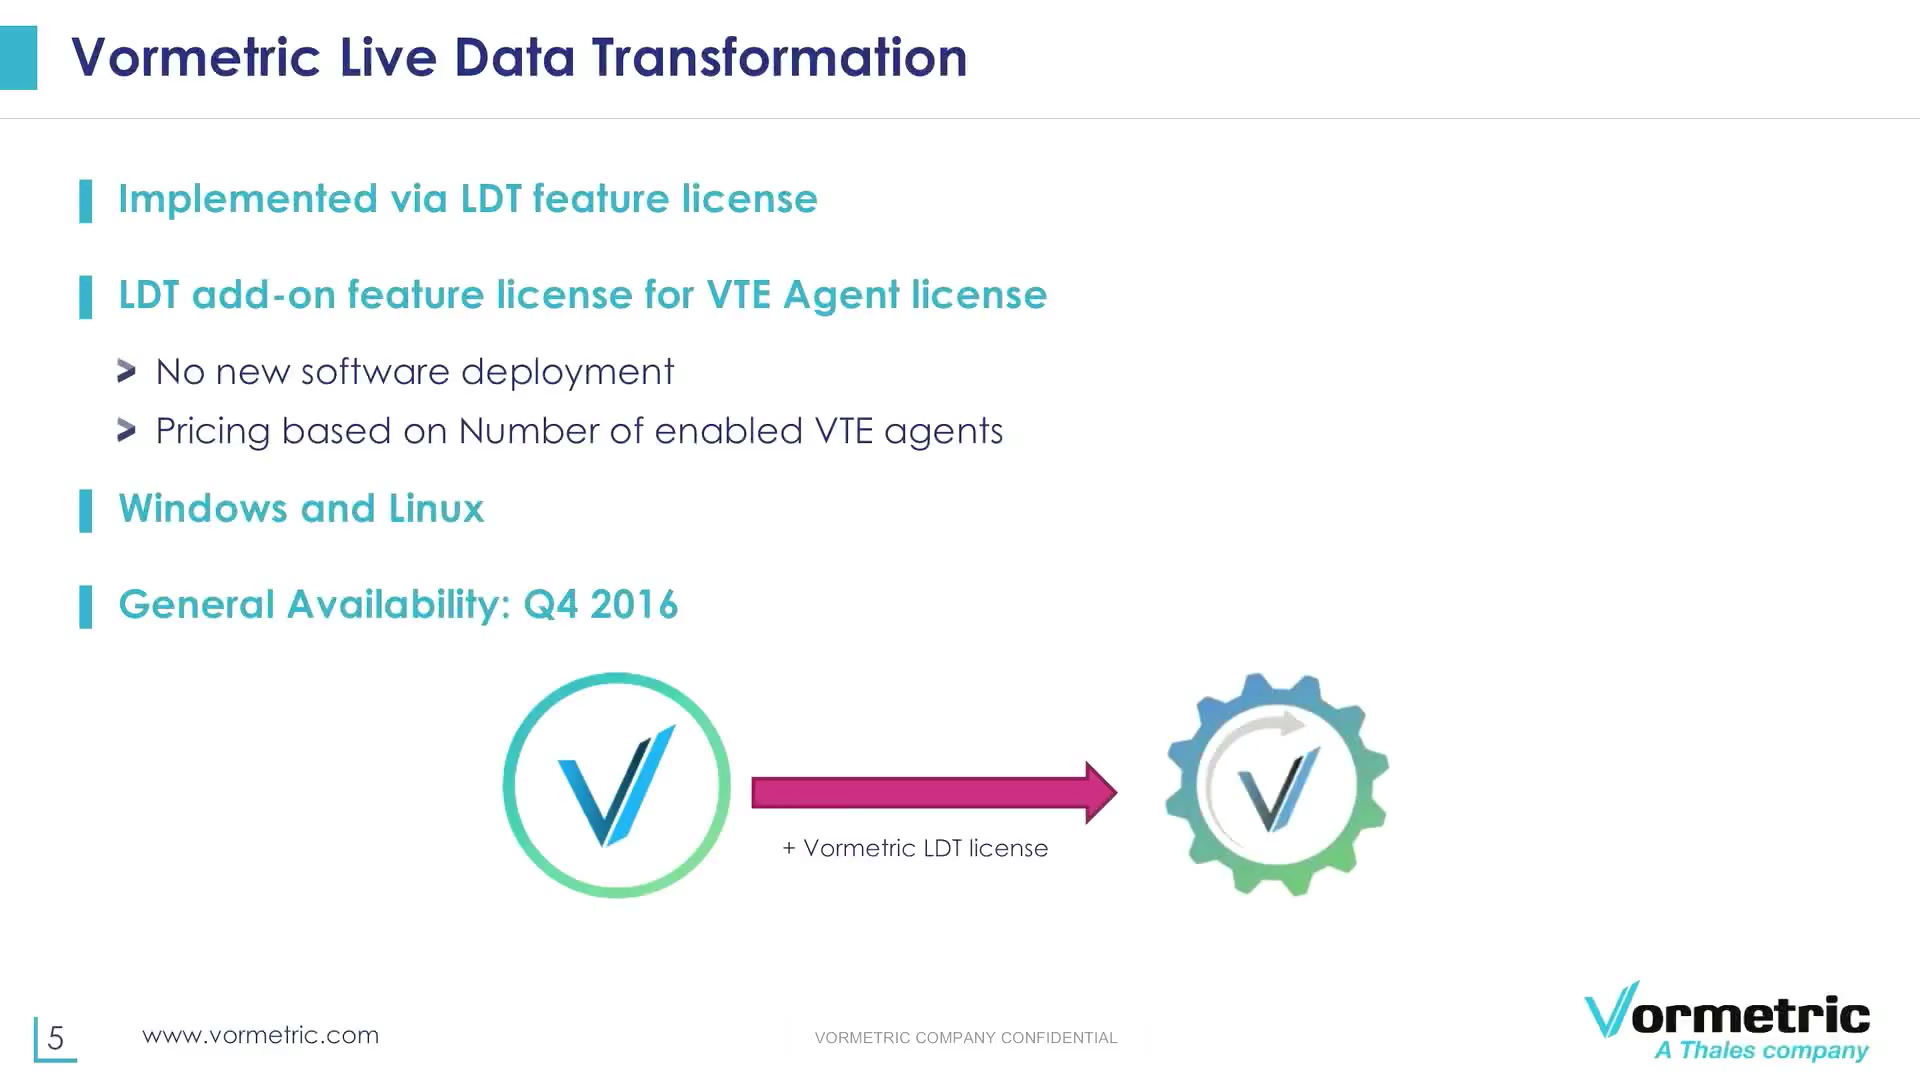 Vormetric Live Data Transformation
Implemented via LDT feature license
LDT add-on feature license for VTE Agent license
> No new software deployment
> Pricing based on Number of enabled VTE agents
Windows and Linux
General Availability: Q4 2016
+ Vormetric LDT license
5
www.vormetric.com
VORMETRIC COMPANY CONFIDENTIAL
Vormetric
A Thales company